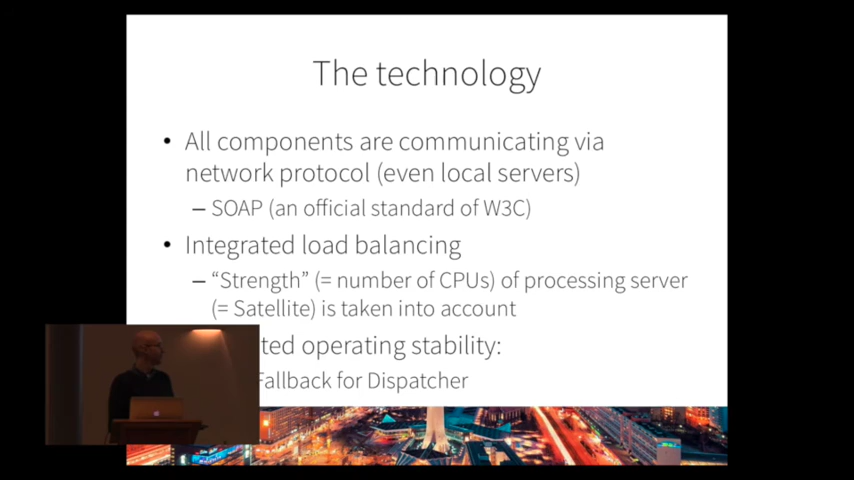 The technology
• All components are communicating via
network protocol (even local servers)
– SOAP (an official standard of W3C)
• Integrated load balancing
– “Strength” (= number of CPUs) of processing server
(= Satellite) is taken into account
ted operating stability:
Fallback for Dispatcher